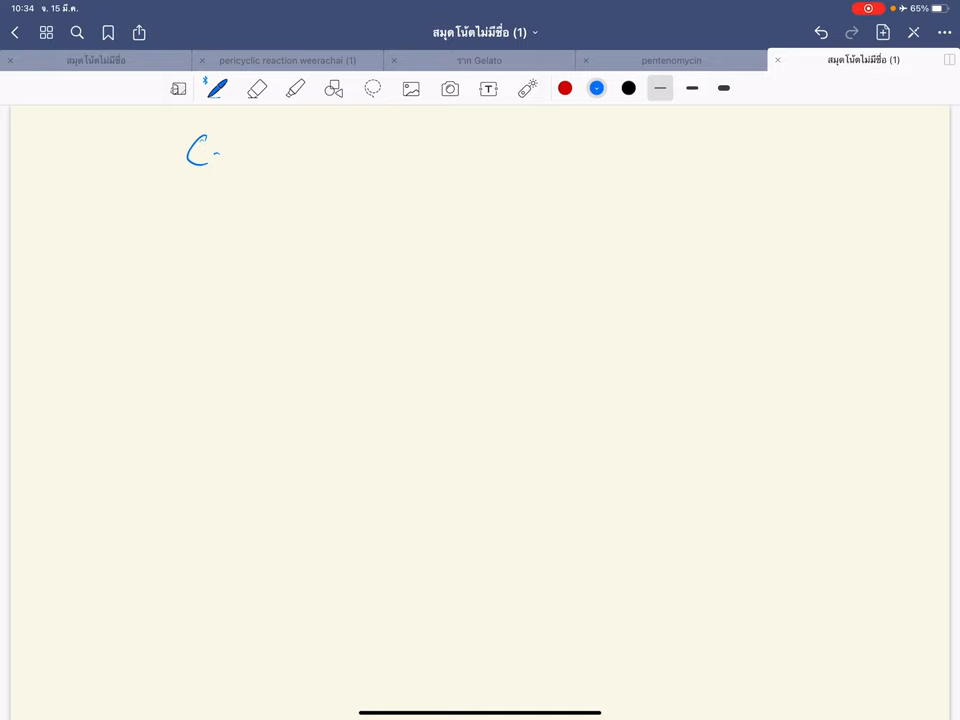 10:34 จ. 15 มี.ค. 65%
สมุดโน้ตไม่มีชื่อ (1)
สมุดโน้ตไม่มีชื่อ pericyclic reaction weerachai (1) ราก Gelato pentenomycin สมุดโน้ตไม่มีชื่อ (1)
T
C